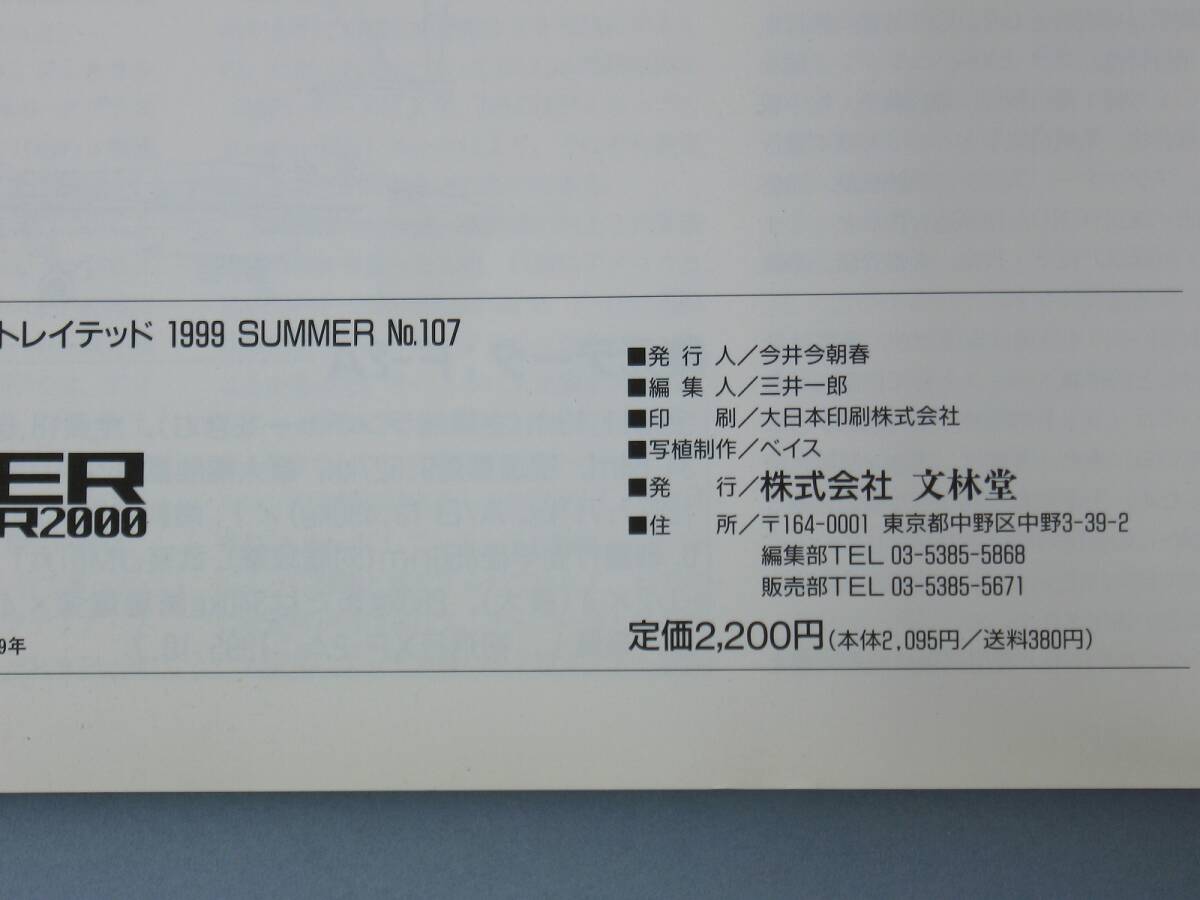 トレイテッド 1999 SUMMER No.107
ER
R2000
9年
■発行人／今井今朝春
■編集人／三井一郎
■印刷／大日本印刷株式会社
■写植制作／ベイス
■発行／株式会社 文林堂
■住所／〒164-0001 東京都中野区中野3-39-2
編集部TEL 03-5385-5868
販売部TEL 03-5385-5671
定価2,200円(本体2,095円／送料380円)